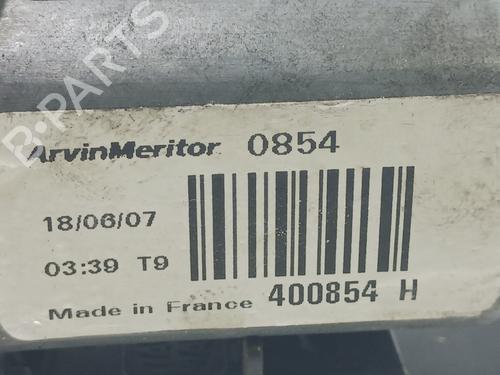 B-PARTS
ArvinMeritor 0854
18/06/07
03:39 T9
Made in France 400854 H